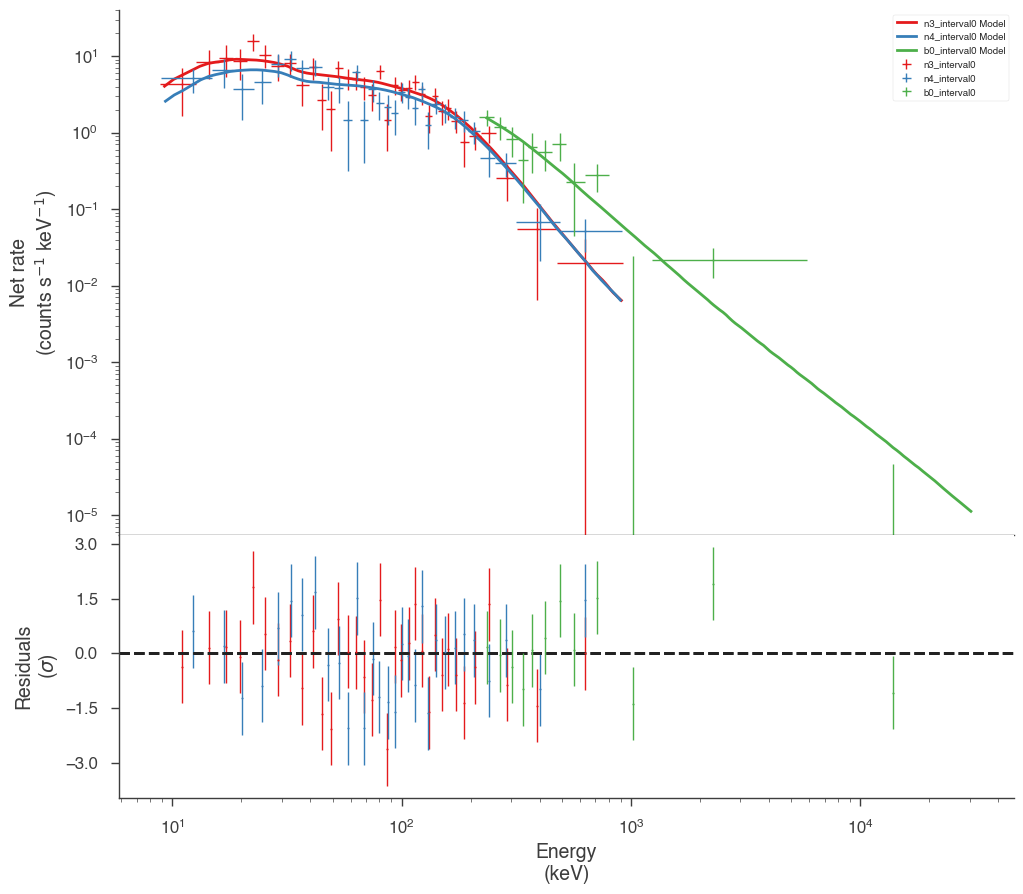 n3_interval0 Model
n4_interval0 Model
b0_interval0 Model
n3_interval0
n4_interval0
b0_interval0
Net rate
(counts s⁻¹ keV⁻¹)
10¹
10⁰
10⁻¹
10⁻²
10⁻³
10⁻⁴
10⁻⁵
Residuals
(σ)
3.0
1.5
0.0
−1.5
−3.0
10¹ 10² 10³ 10⁴
Energy
(keV)